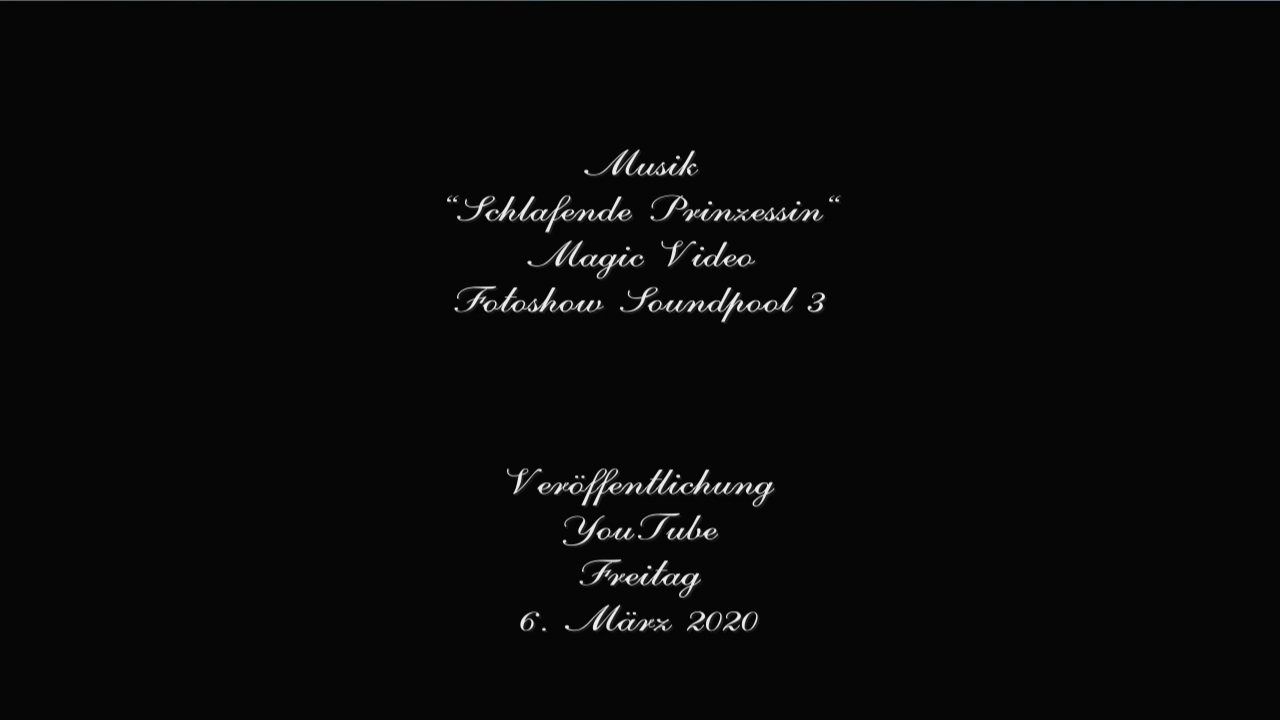 Musik
“Schlafende Prinzessin“
Magic Video
Fotoshow Soundpool 3
Veröffentlichung
YouTube
Freitag
6. März 2020